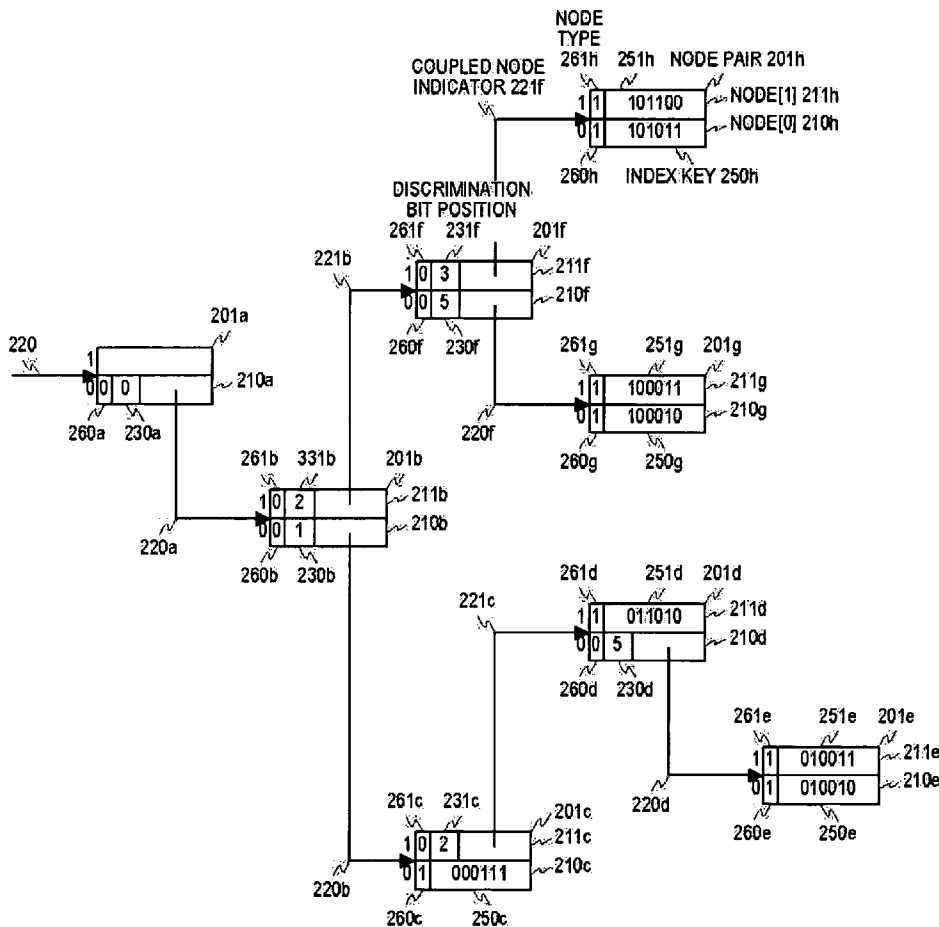 NODE
TYPE
261h 251h NODE PAIR 201h
COUPLED NODE
INDICATOR 221f
1 1 101100 NODE[1] 211h
0 1 101011 NODE[0] 210h
260h INDEX KEY 250h
DISCRIMINATION
BIT POSITION
261f 231f 201f
221b
1 0 3 211f
0 0 5 210f
260f 230f
201a
220
1
0 0 0 210a
260a 230a
261g 251g 201g
1 1 100011 211g
0 1 100010 210g
220f
260g 250g
261b 331b 201b
1 0 2 211b
0 0 1 210b
220a
260b 230b
261d 251d 201d
221c
1 1 011010 211d
0 0 5 210d
260d 230d
261e 251e 201e
1 1 010011 211e
0 1 010010 210e
220d
260e 250e
261c 231c 201c
1 0 2 211c
0 1 000111 210c
220b
260c 250c